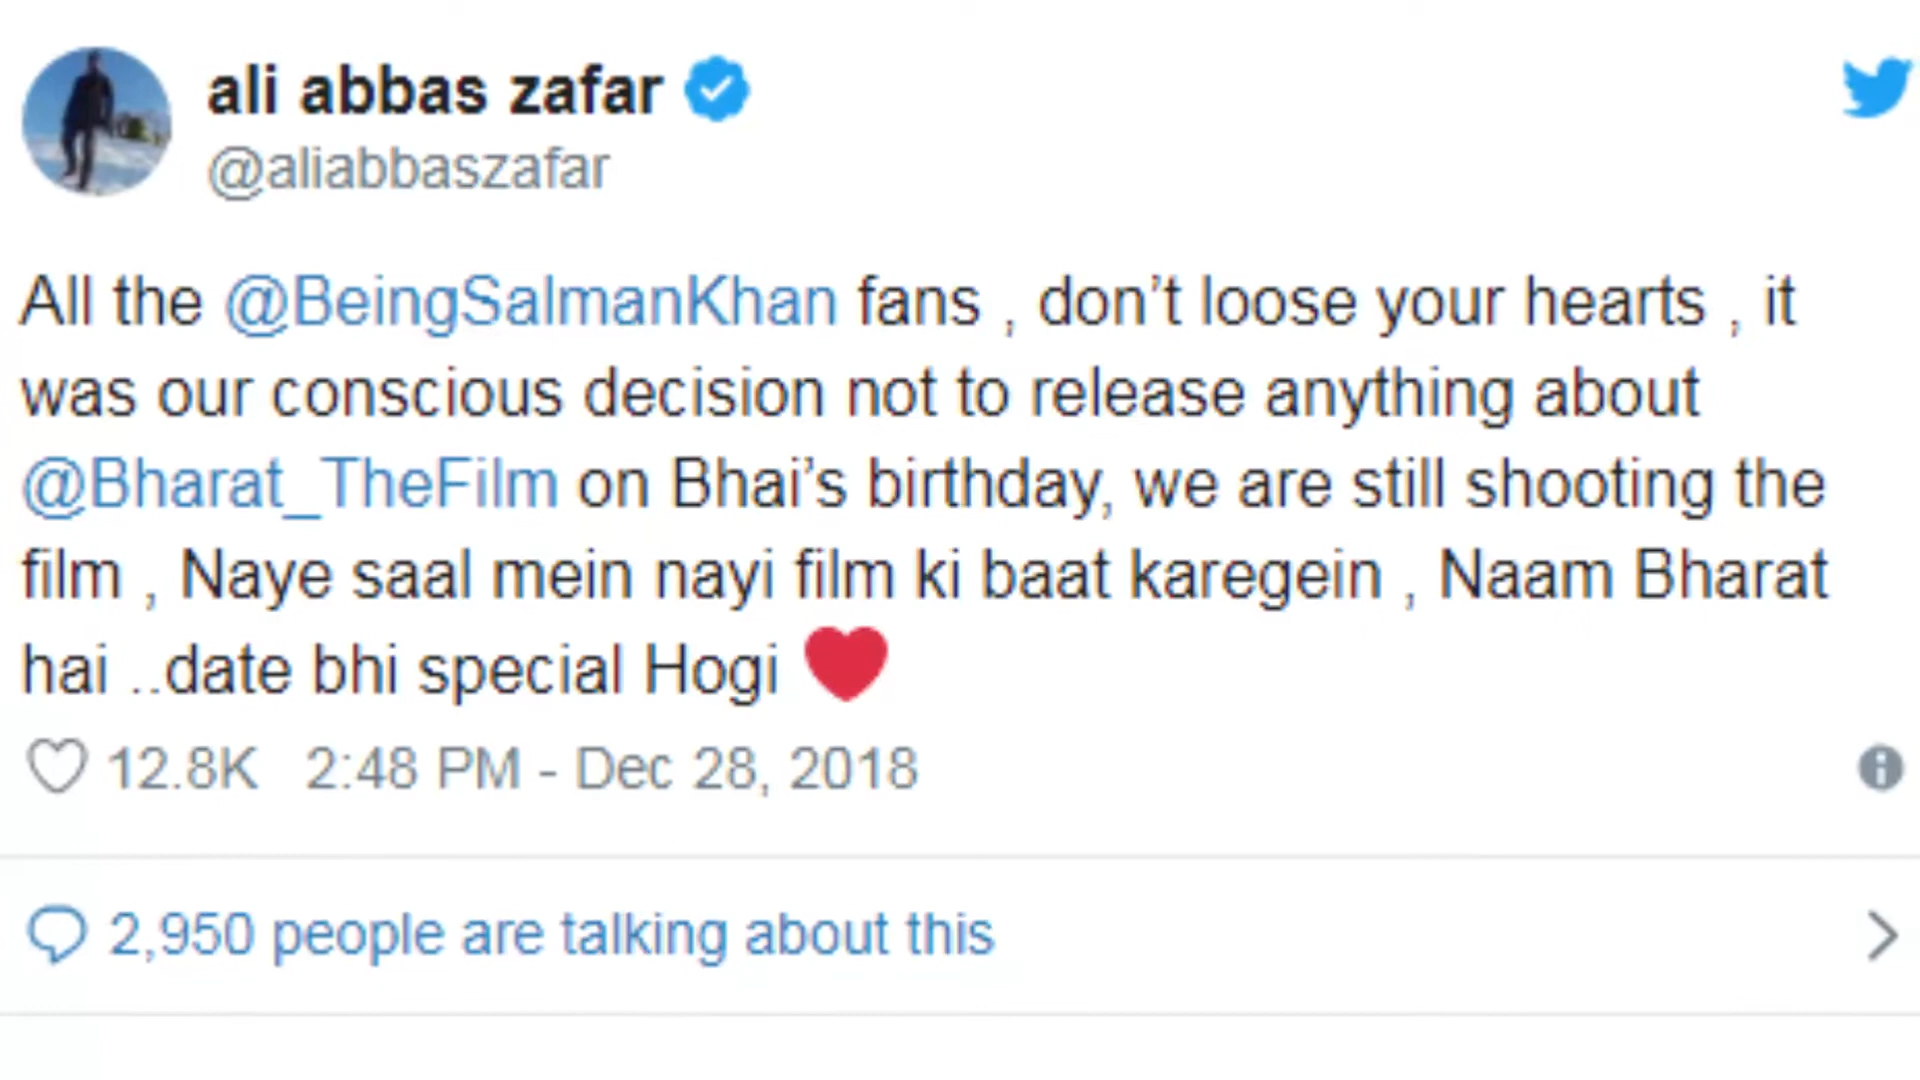 ali abbas zafar
@aliabbaszafar
All the @BeingSalmanKhan fans , don’t loose your hearts , it
was our conscious decision not to release anything about
@Bharat_TheFilm on Bhai’s birthday, we are still shooting the
film , Naye saal mein nayi film ki baat karegein , Naam Bharat
hai ..date bhi special Hogi ❤
12.8K 2:48 PM - Dec 28, 2018
2,950 people are talking about this